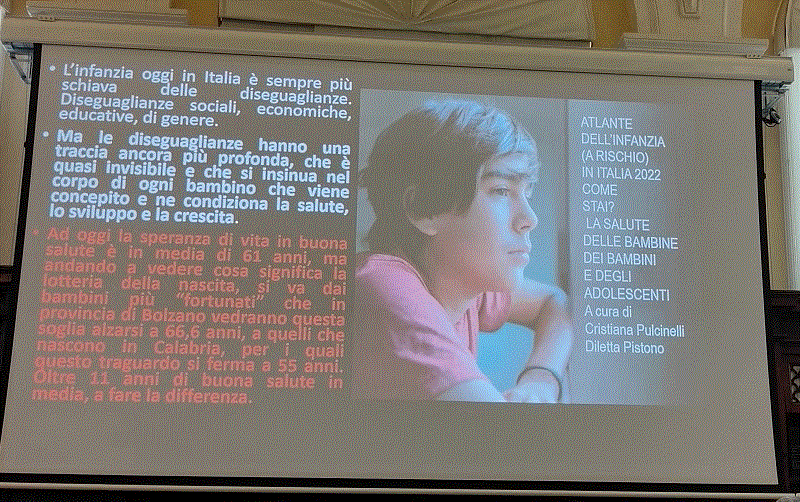 • L'infanzia oggi in Italia è sempre più
schiava delle diseguaglianze.
Diseguaglianze sociali, economiche,
educative, di genere.
• Ma le diseguaglianze hanno una
traccia ancora più profonda, che è
quasi invisibile e che si insinua nel
corpo di ogni bambino che viene
concepito e ne condiziona la salute,
lo sviluppo e la crescita.
• Ad oggi la speranza di vita in buona
salute è in media di 61 anni, ma
andando a vedere cosa significa la
lotteria della nascita, si va dai
bambini più "fortunati" che in
provincia di Bolzano vedranno questa
soglia alzarsi a 66,6 anni, a quelli che
nascono in Calabria, per i quali
questo traguardo si ferma a 55 anni.
Oltre 11 anni di buona salute in
media, a fare la differenza.
ATLANTE
DELL'INFANZIA
(A RISCHIO)
IN ITALIA 2022
COME
STAI?
LA SALUTE
DELLE BAMBINE
DEI BAMBINI
E DEGLI
ADOLESCENTI
A cura di
Cristiana Pulcinelli
Diletta Pistono